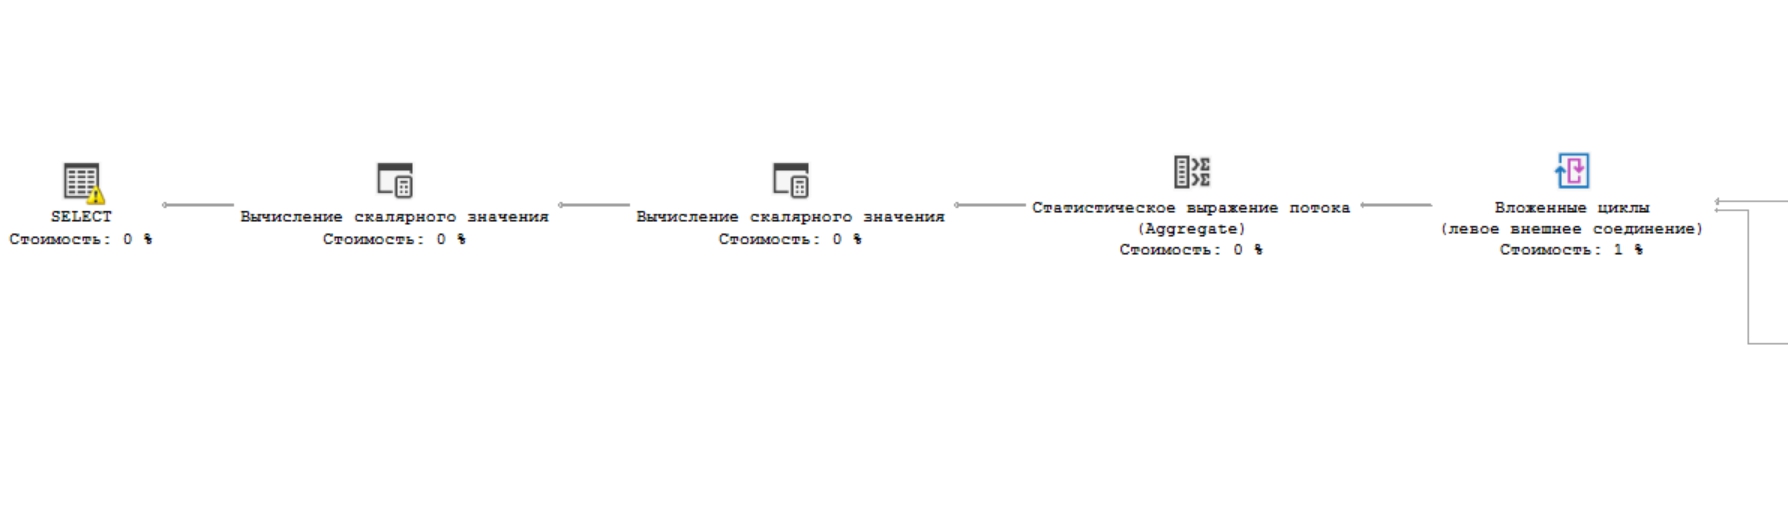 SELECT
Стоимость: 0 %
Вычисление скалярного значения
Стоимость: 0 %
Вычисление скалярного значения
Стоимость: 0 %
Статистическое выражение потока
(Aggregate)
Стоимость: 0 %
Вложенные циклы
(левое внешнее соединение)
Стоимость: 1 %